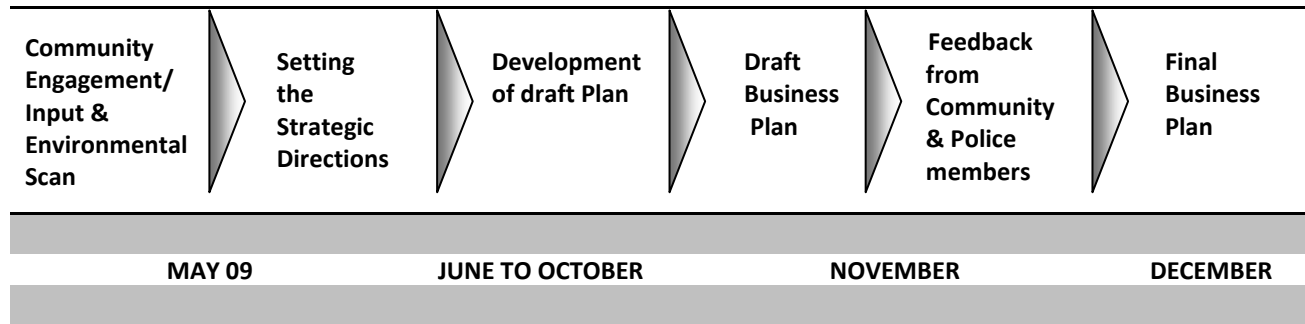 Community
Engagement/
Input &
Environmental
Scan
Setting
the
Strategic
Directions
Development
of draft Plan
Draft
Business
Plan
Feedback
from
Community
& Police
members
Final
Business
Plan
MAY 09
JUNE TO OCTOBER
NOVEMBER
DECEMBER